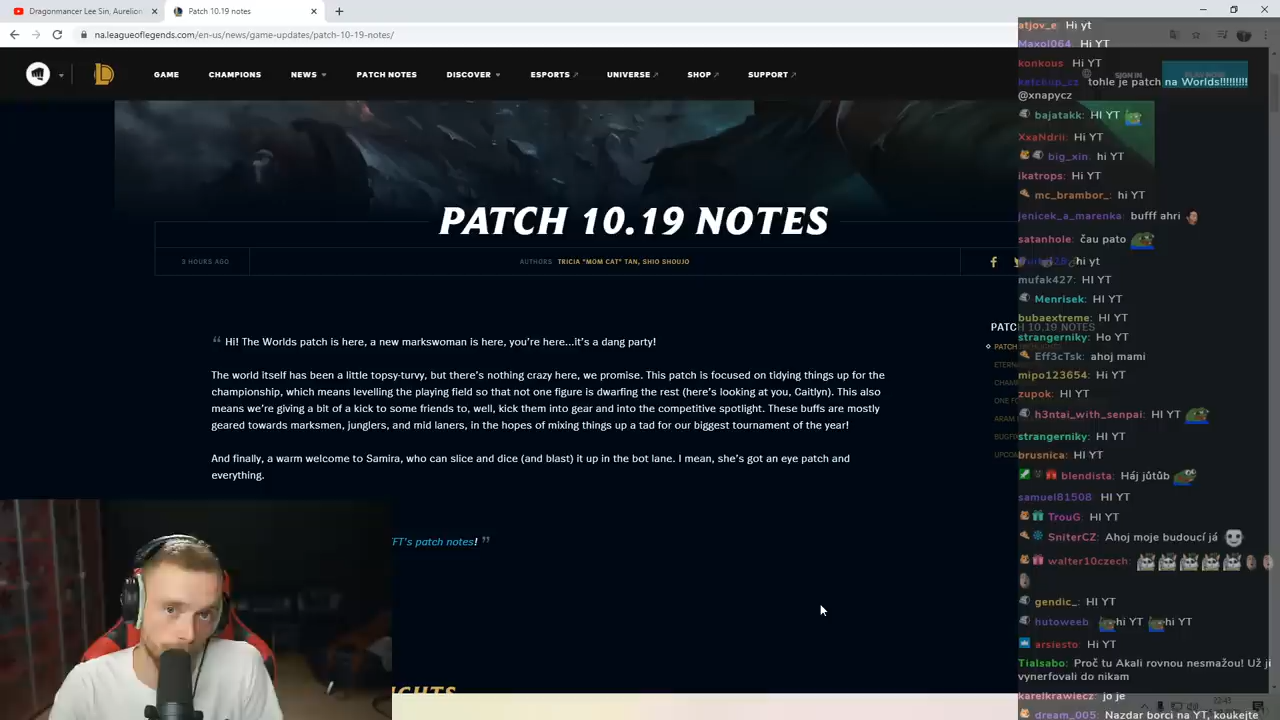 Dragonmancer Lee Sin, Aurelion
Patch 10.19 notes
na.leagueoflegends.com/en-us/news/game-updates/patch-10-19-notes/
GAME
CHAMPIONS
NEWS
PATCH NOTES
DISCOVER
ESPORTS
UNIVERSE
SHOP
SUPPORT
SIGN IN
PATCH 10.19 NOTES
3 HOURS AGO
AUTHORS TRICIA "MOM CAT" TAN, SHIO SHOUJO
“ Hi! The Worlds patch is here, a new markswoman is here, you're here...it's a dang party!
The world itself has been a little topsy-turvy, but there's nothing crazy here, we promise. This patch is focused on tidying things up for the
championship, which means levelling the playing field so that not one figure is dwarfing the rest (here's looking at you, Caitlyn). This also
means we're giving a bit of a kick to some friends to, well, kick them into gear and into the competitive spotlight. These buffs are mostly
geared towards marksmen, junglers, and mid laners, in the hopes of mixing things up a tad for our biggest tournament of the year!
And finally, a warm welcome to Samira, who can slice and dice (and blast) it up in the bot lane. I mean, she's got an eye patch and
everything.
FT's patch notes! ”
PATCH 10.19 NOTES
PATCH
atjov_e: Hi yt
Maxol064: HI YT
konkous: Hi YT
ketchup_cz: tohle je patch na Worlds!!!!!!!!!
@xnapycz
bajatakk: HI YT
XxaNdrii: Hi YT
big_xin: hi YT
ikatrops: Hi YT
mc_brambor_: hi YT
jenicek_a_marenka: bufff ahri
satanhole: čau pato
hi yt
mufak427: HI YT
Menrisek: HI YT
bubaextreme: HI YT
strangerniky: Ho YT
Eff3cTsk: ahoj mami
mipo123654: Hi YT
zupok: Hi YT
h3ntai_with_senpai: HI YT
strangerniky: HI YT
brusnica: HI YT
blendista: Háj jůtůb
samuel81508: HI YT
TrouG: HI YT
SniterCZ: Ahoj moje budoucí já
walter10czech:
gendic_: HI YT
hutoweeb: hi YT hi YT
arsiesto: Hi YT
Tialsabo: Proč tu Akali rovnou nesmažou! Už ji
vynerfovali do nikam
karelkrawiecz: jo je
22:43
dream_005: Nazdar borci na YT, koukejte